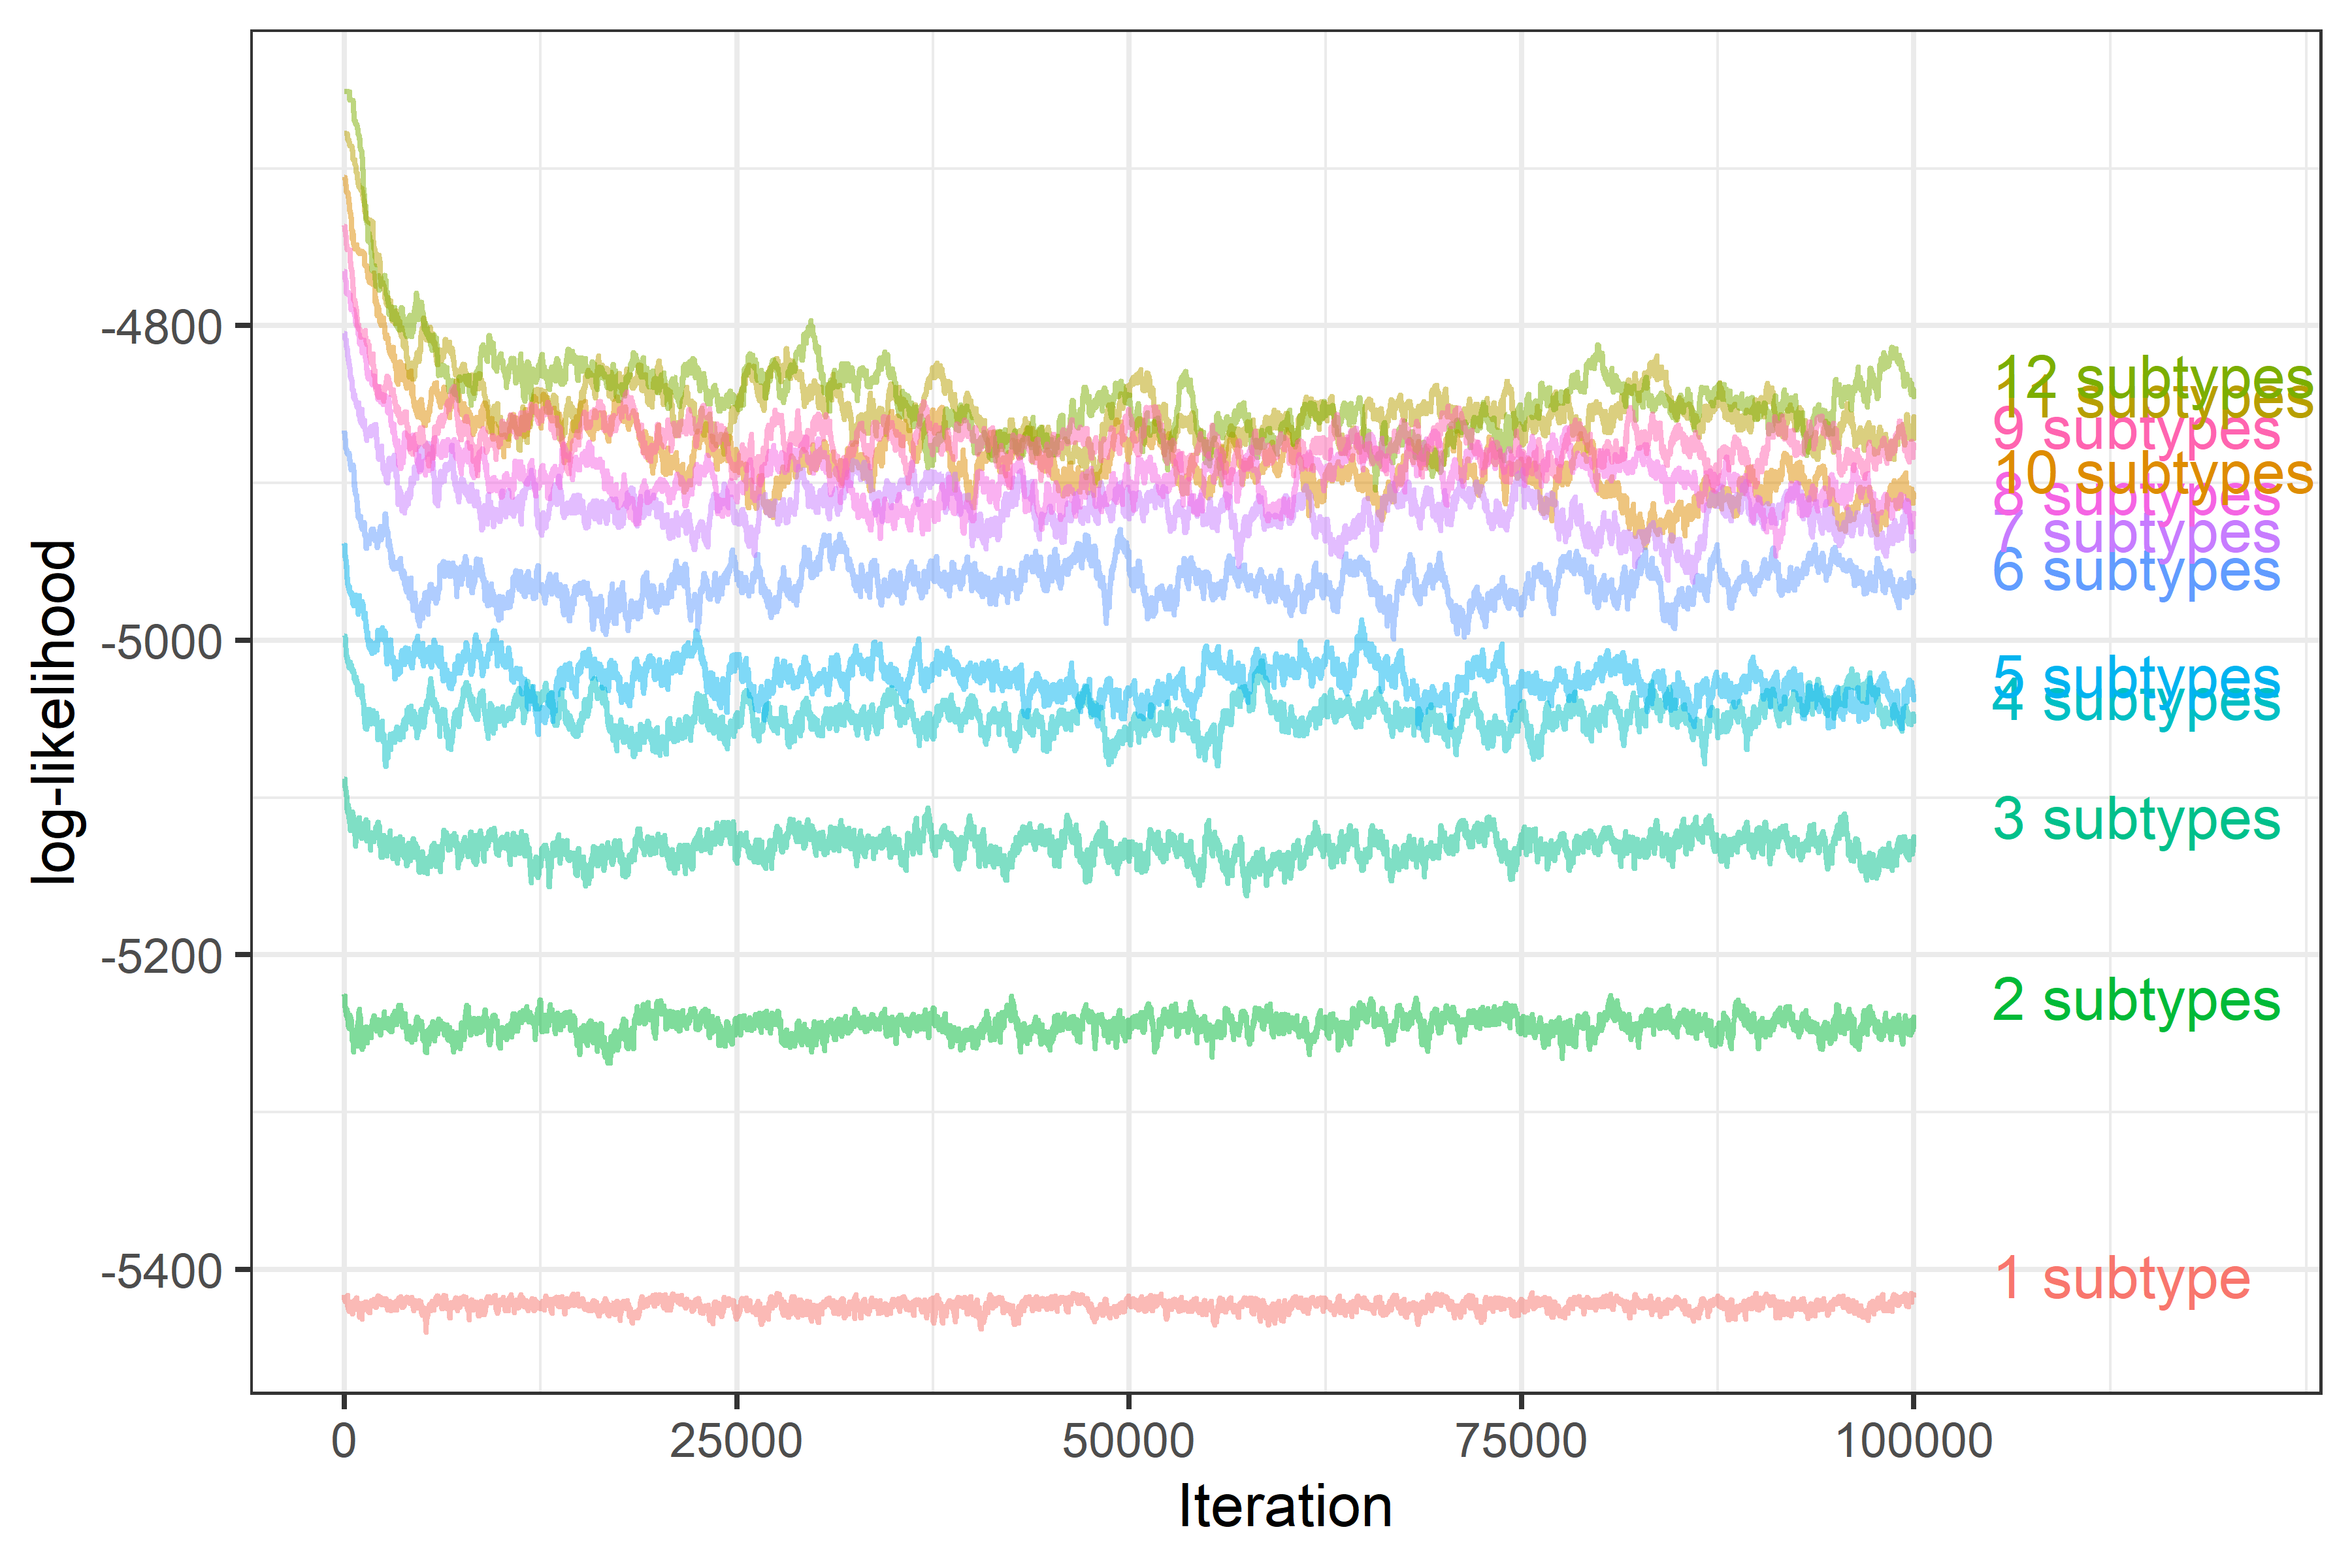 -4800
-5000
-5200
-5400
log-likelihood
0
25000
50000
75000
100000
Iteration
12 subtypes
11 subtypes
9 subtypes
10 subtypes
8 subtypes
7 subtypes
6 subtypes
5 subtypes
4 subtypes
3 subtypes
2 subtypes
1 subtype